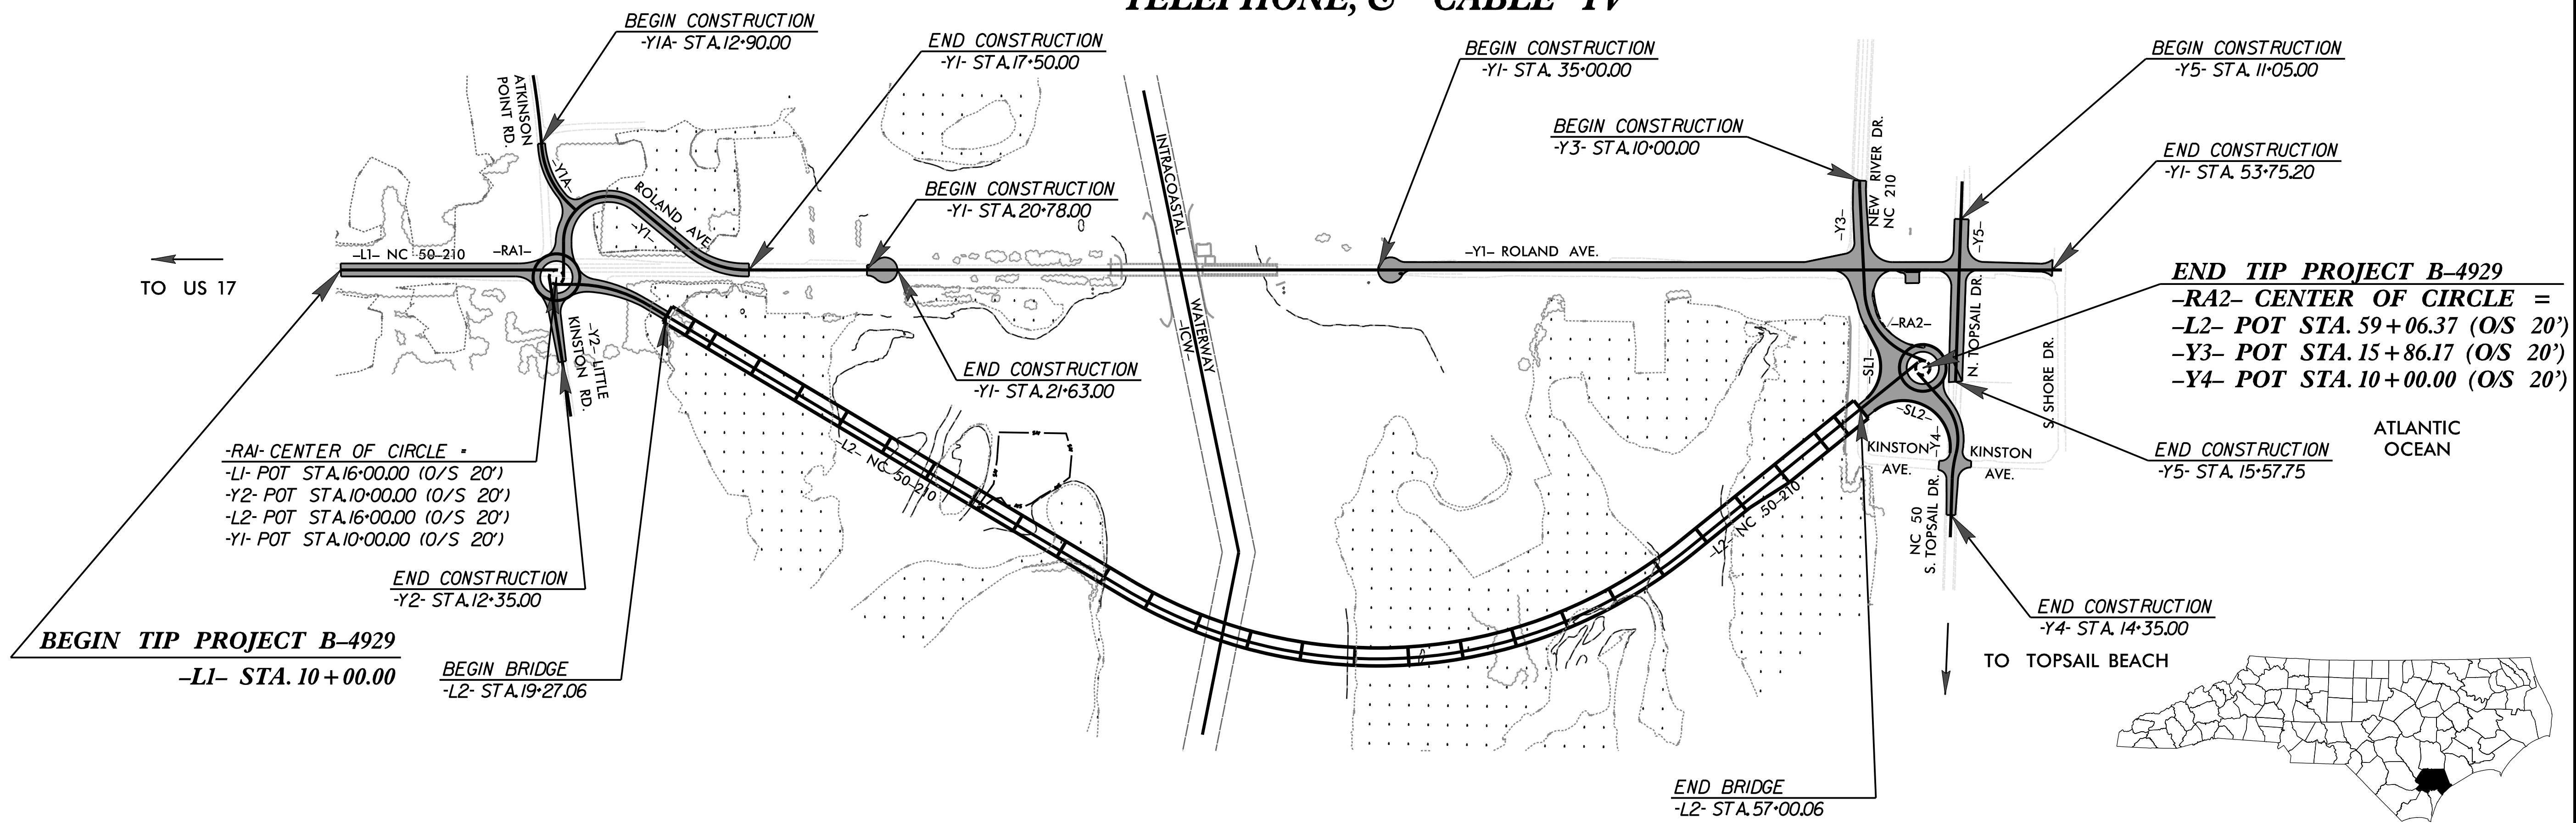 TELEPHONE, & CABLE TV
BEGIN CONSTRUCTION
-Y1A- STA.12+90.00
END CONSTRUCTION
-Y1- STA.17+50.00
BEGIN CONSTRUCTION
-Y1- STA. 35+00.00
BEGIN CONSTRUCTION
-Y5- STA. 11+05.00
BEGIN CONSTRUCTION
-Y3- STA.10+00.00
END CONSTRUCTION
-Y1- STA. 53+75.20
BEGIN CONSTRUCTION
-Y1- STA.20+78.00
ATKINSON
POINT RD.
-Y1A-
ROLAND AVE.
-Y1-
-L1- NC 50-210
-RA1-
TO US 17
INTRACOASTAL
WATERWAY
-ICW-
-Y1- ROLAND AVE.
-Y3-
NEW RIVER DR.
NC 210
-Y5-
N. TOPSAIL DR.
S. SHORE DR.
END TIP PROJECT B-4929
-RA2- CENTER OF CIRCLE =
-L2- POT STA. 59+06.37 (O/S 20')
-Y3- POT STA. 15+86.17 (O/S 20')
-Y4- POT STA. 10+00.00 (O/S 20')
-Y2- LITTLE
KINSTON RD.
END CONSTRUCTION
-Y1- STA.21+63.00
-RA2-
-SL1-
-SL2-
-Y4-
KINSTON
AVE.
KINSTON
AVE.
ATLANTIC
OCEAN
END CONSTRUCTION
-Y5- STA. 15+57.75
-RA1- CENTER OF CIRCLE =
-L1- POT STA.16+00.00 (O/S 20')
-Y2- POT STA.10+00.00 (O/S 20')
-L2- POT STA.16+00.00 (O/S 20')
-Y1- POT STA.10+00.00 (O/S 20')
-L2- NC 50-210
-L2- NC 50-210
NC 50
S. TOPSAIL DR.
END CONSTRUCTION
-Y2- STA.12+35.00
END CONSTRUCTION
-Y4- STA. 14+35.00
BEGIN TIP PROJECT B-4929
-L1- STA. 10+00.00
BEGIN BRIDGE
-L2- STA.19+27.06
TO TOPSAIL BEACH
END BRIDGE
-L2- STA.57+00.06